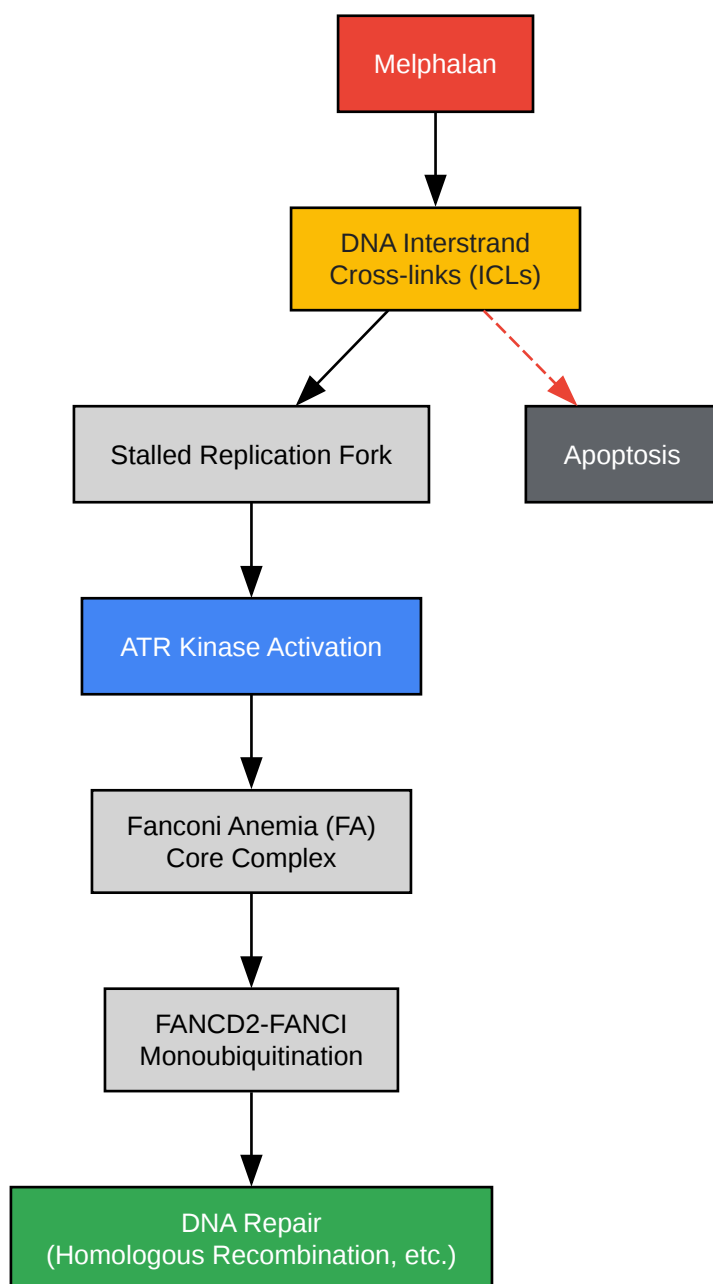 Melphalan
DNA Interstrand
Cross-links (ICLs)
Stalled Replication Fork
Apoptosis
ATR Kinase Activation
Fanconi Anemia (FA)
Core Complex
FANCD2-FANCI
Monoubiquitination
DNA Repair
(Homologous Recombination, etc.)